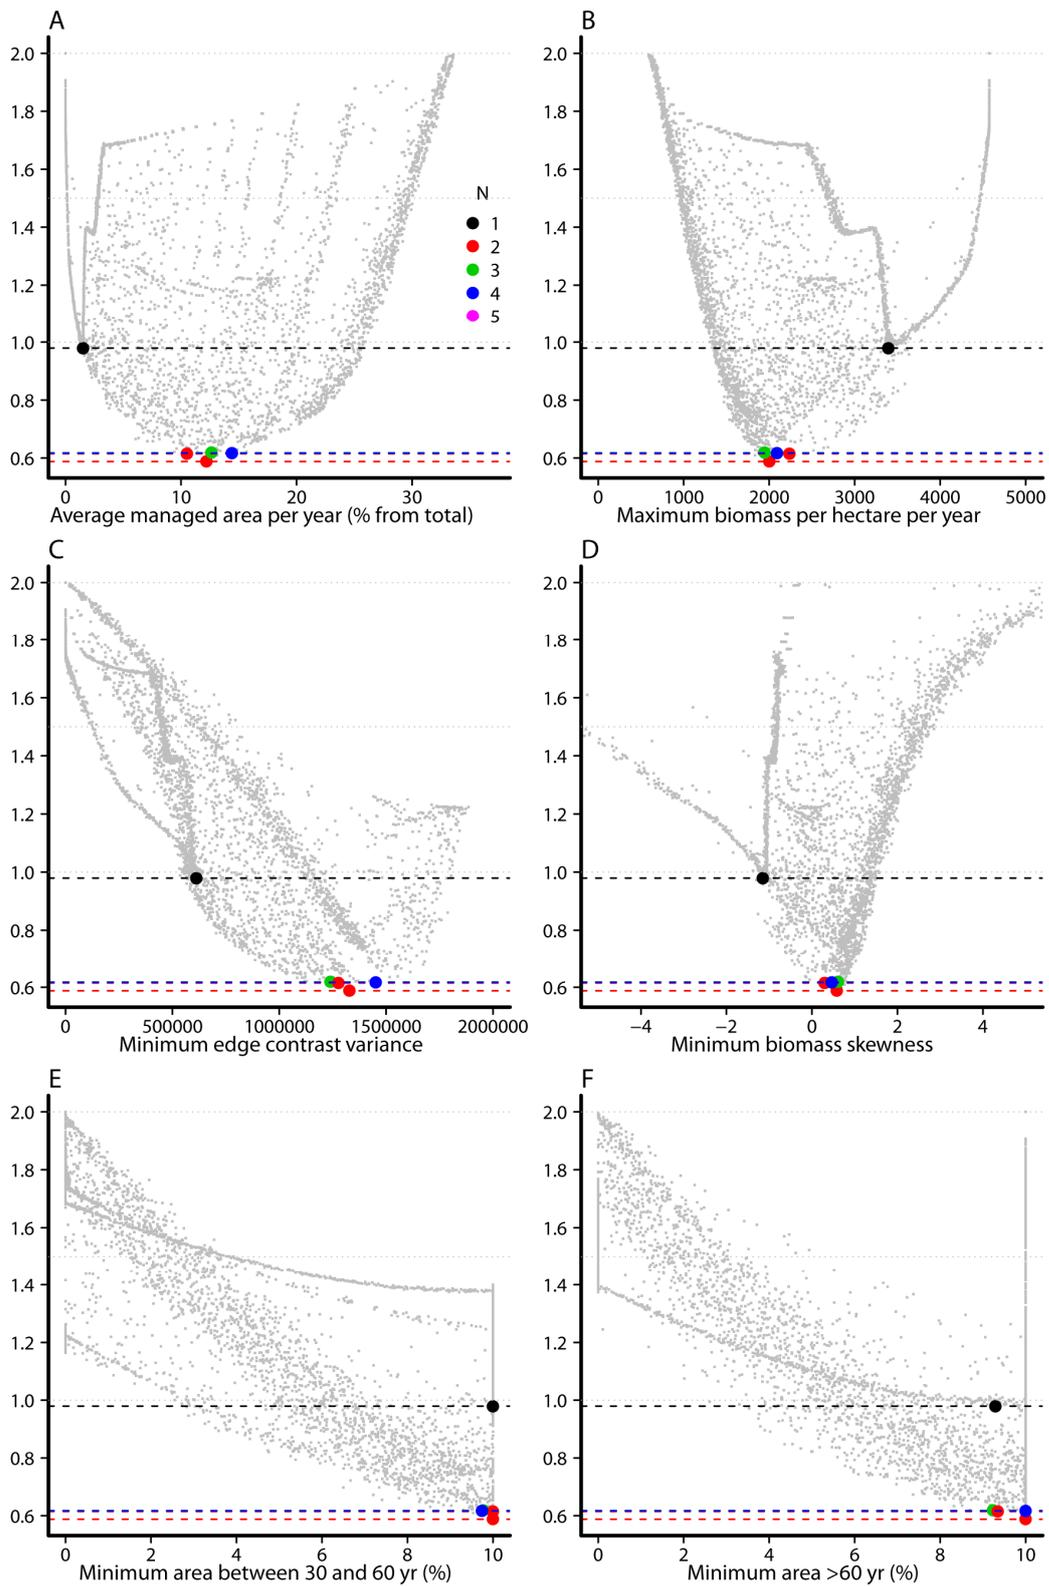 A
B
2.0
1.8
1.6
1.4
1.2
1.0
0.8
0.6
N
1
2
3
4
5
0 10 20 30
Average managed area per year (% from total)
2.0
1.8
1.6
1.4
1.2
1.0
0.8
0.6
0 1000 2000 3000 4000 5000
Maximum biomass per hectare per year
C
D
2.0
1.8
1.6
1.4
1.2
1.0
0.8
0.6
0 500000 1000000 1500000 2000000
Minimum edge contrast variance
2.0
1.8
1.6
1.4
1.2
1.0
0.8
0.6
−4 −2 0 2 4
Minimum biomass skewness
E
F
2.0
1.8
1.6
1.4
1.2
1.0
0.8
0.6
0 2 4 6 8 10
Minimum area between 30 and 60 yr (%)
2.0
1.8
1.6
1.4
1.2
1.0
0.8
0.6
0 2 4 6 8 10
Minimum area >60 yr (%)